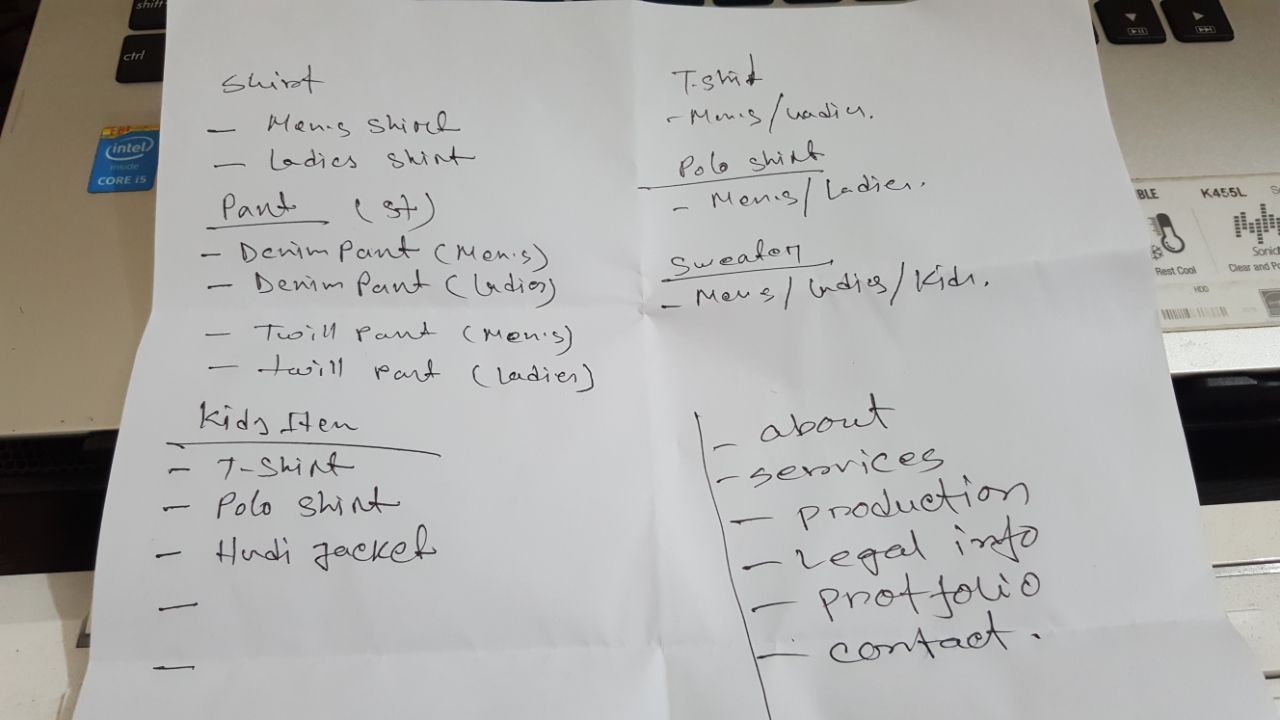 shift
ctrl
intel
inside
CORE i5
Shirt
- Men.s Shirt
- Ladies Shirt
Pant (st)
- Denim Pant (Men.s)
- Denim Pant (Ladies)
- Twill Pant (Men.s)
- twill Pant (Ladies)
Kids Item
- T-Shirt
- Polo Shirt
- Hudi Jacket
-
-
T.Shirt
- Men.s/Ladies.
Polo Shirt
- Men.s/Ladies.
Sweater
- Mens/Ladies/Kids.
- about
- services
- production
- Legal info
- protfolio
- contact.
BLE
K455L
Rest Cool
Clear and
HDD